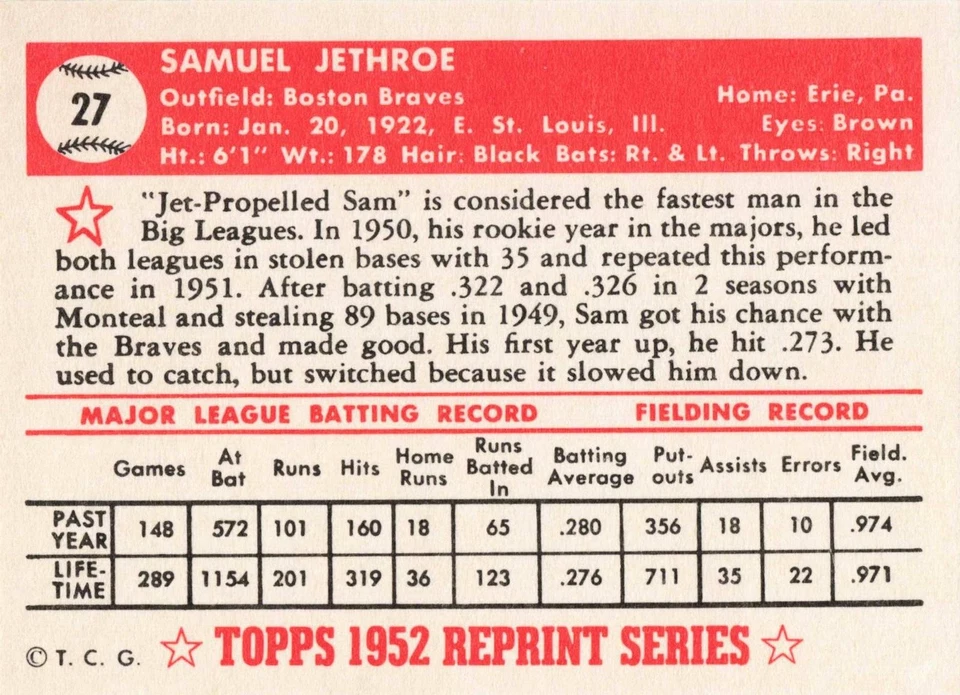 27
SAMUEL JETHROE
Outfield: Boston Braves Home: Erie, Pa.
Born: Jan. 20, 1922, E. St. Louis, Ill. Eyes: Brown
Ht.: 6'1" Wt.: 178 Hair: Black Bats: Rt. & Lt. Throws: Right
"Jet-Propelled Sam" is considered the fastest man in the
Big Leagues. In 1950, his rookie year in the majors, he led
both leagues in stolen bases with 35 and repeated this perform-
ance in 1951. After batting .322 and .326 in 2 seasons with
Monteal and stealing 89 bases in 1949, Sam got his chance with
the Braves and made good. His first year up, he hit .273. He
used to catch, but switched because it slowed him down.
MAJOR LEAGUE BATTING RECORD FIELDING RECORD
Games At Bat Runs Hits Home Runs Runs Batted In Batting Average Put-outs Assists Errors Field. Avg.
PAST YEAR 148 572 101 160 18 65 .280 356 18 10 .974
LIFE-TIME 289 1154 201 319 36 123 .276 711 35 22 .971
© T. C. G. TOPPS 1952 REPRINT SERIES